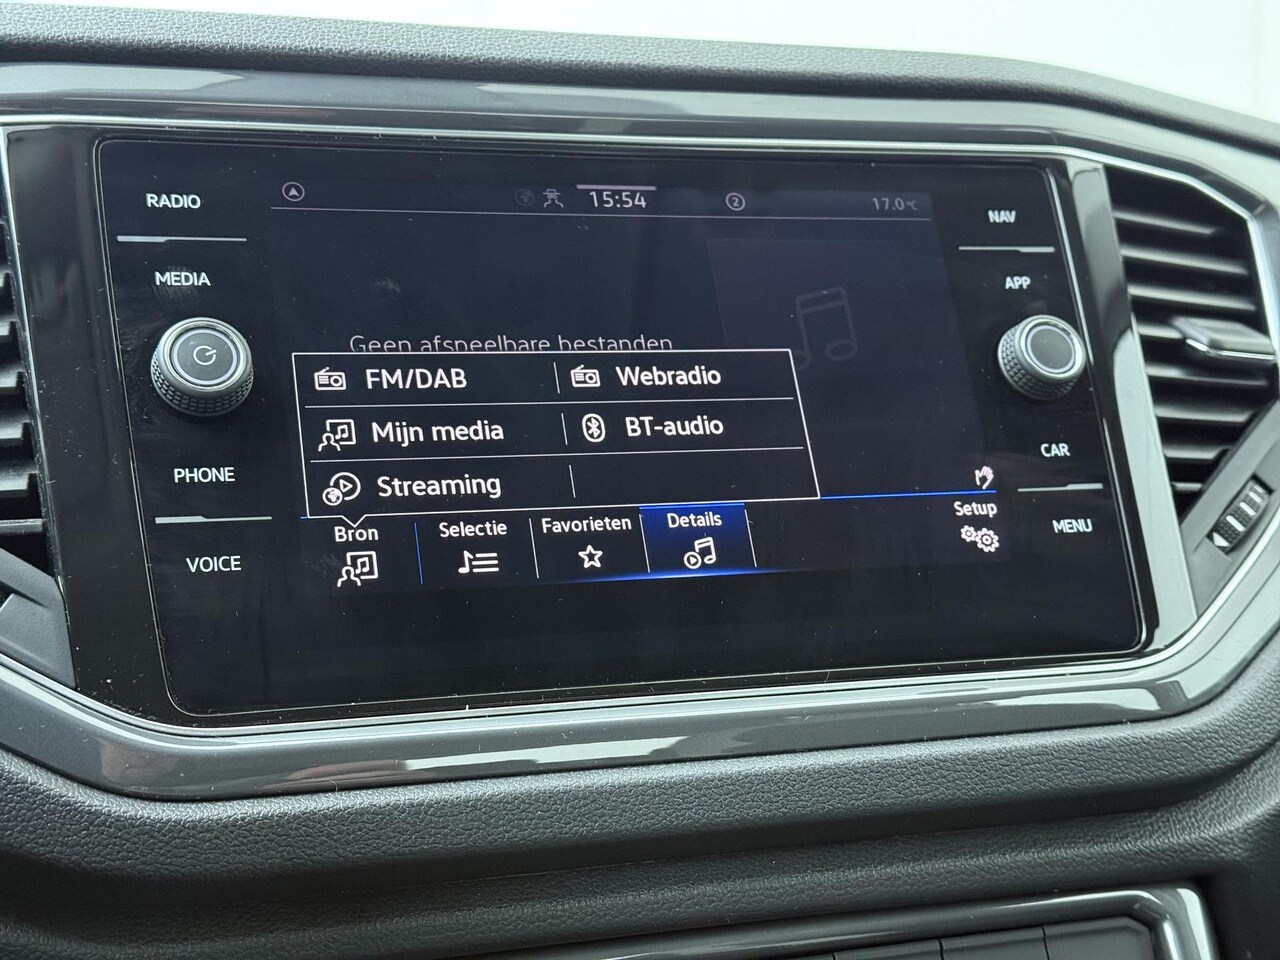 RADIO
MEDIA
PHONE
VOICE
15:54
2
17.0°C
Geen afspeelbare bestanden
FM/DAB
Webradio
Mijn media
BT-audio
Streaming
Bron
Selectie
Favorieten
Details
Setup
NAV
APP
CAR
MENU